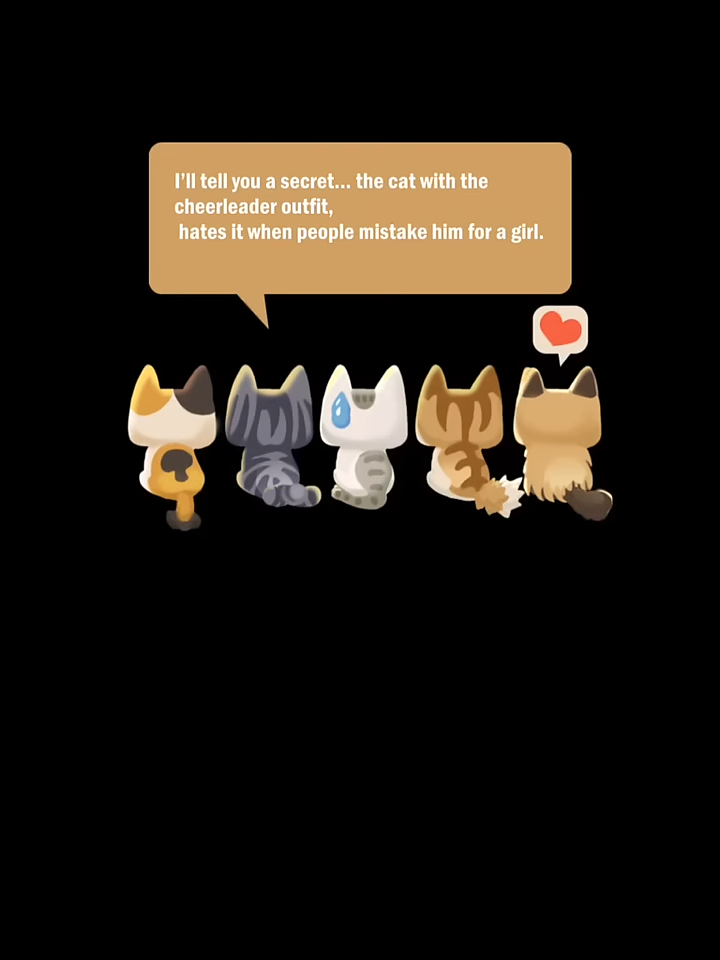 I'll tell you a secret... the cat with the
cheerleader outfit,
hates it when people mistake him for a girl.